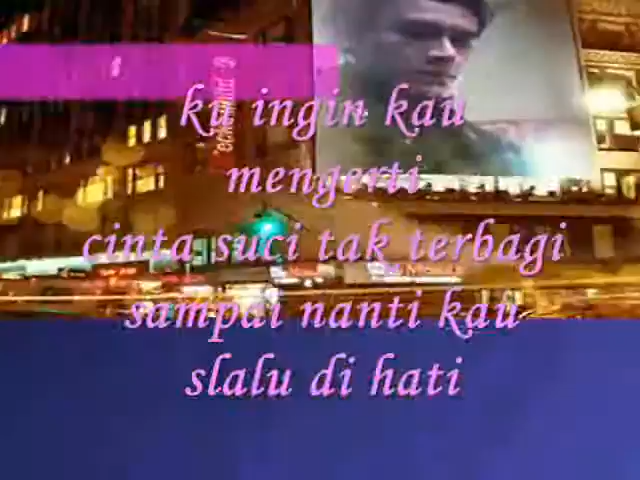 ku ingin kau
mengerti
cinta suci tak terbagi
sampai nanti kau
slalu di hati